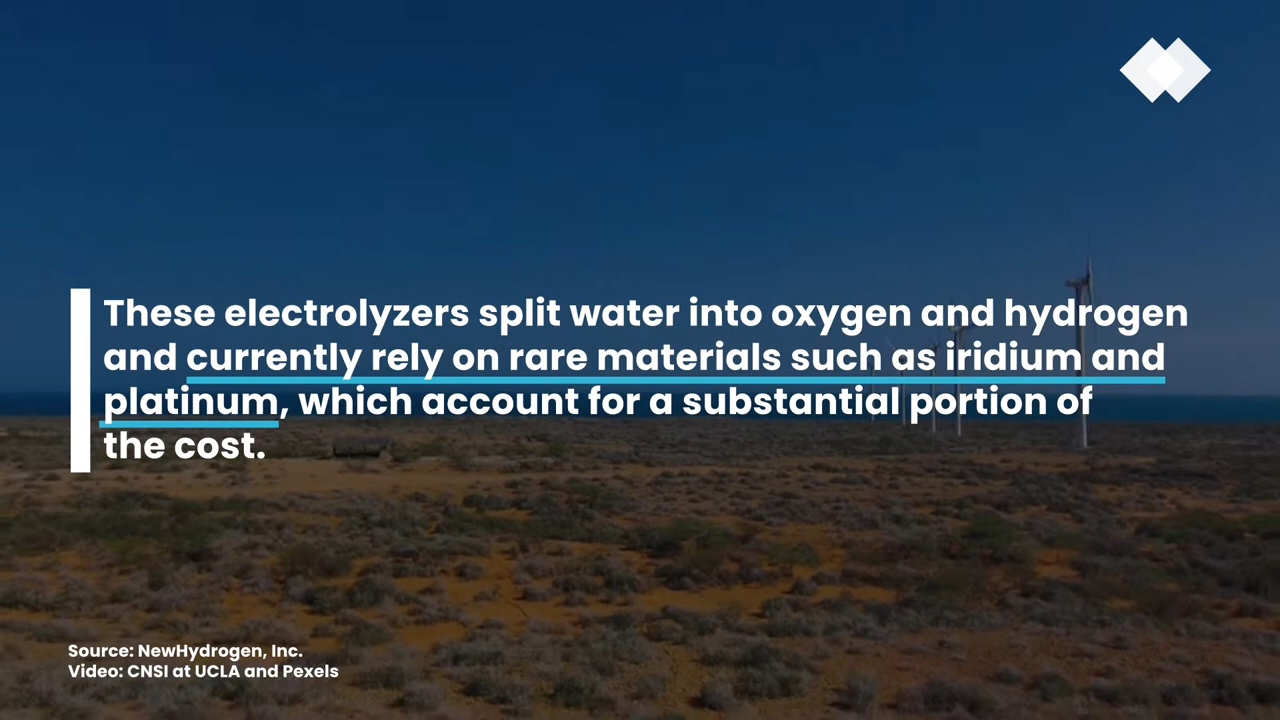 These electrolyzers split water into oxygen and hydrogen
and currently rely on rare materials such as iridium and
platinum, which account for a substantial portion of
the cost.
Source: NewHydrogen, Inc.
Video: CNSI at UCLA and Pexels